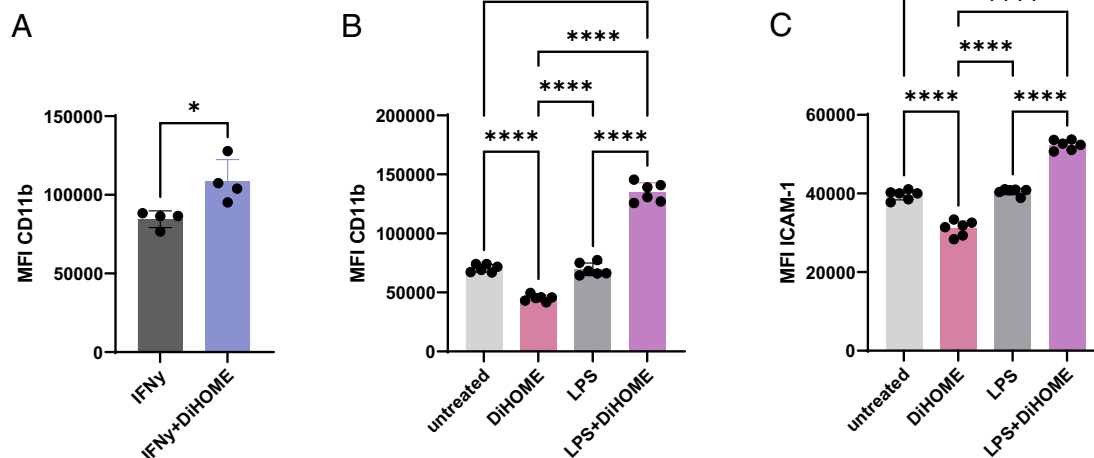 A
MFI CD11b
150000
100000
50000
0
*
IFNy
IFNy+DiHOME
B
MFI CD11b
200000
150000
100000
50000
0
****
****
****
****
untreated
DiHOME
LPS
LPS+DiHOME
C
MFI ICAM-1
60000
40000
20000
0
****
****
****
untreated
DiHOME
LPS
LPS+DiHOME